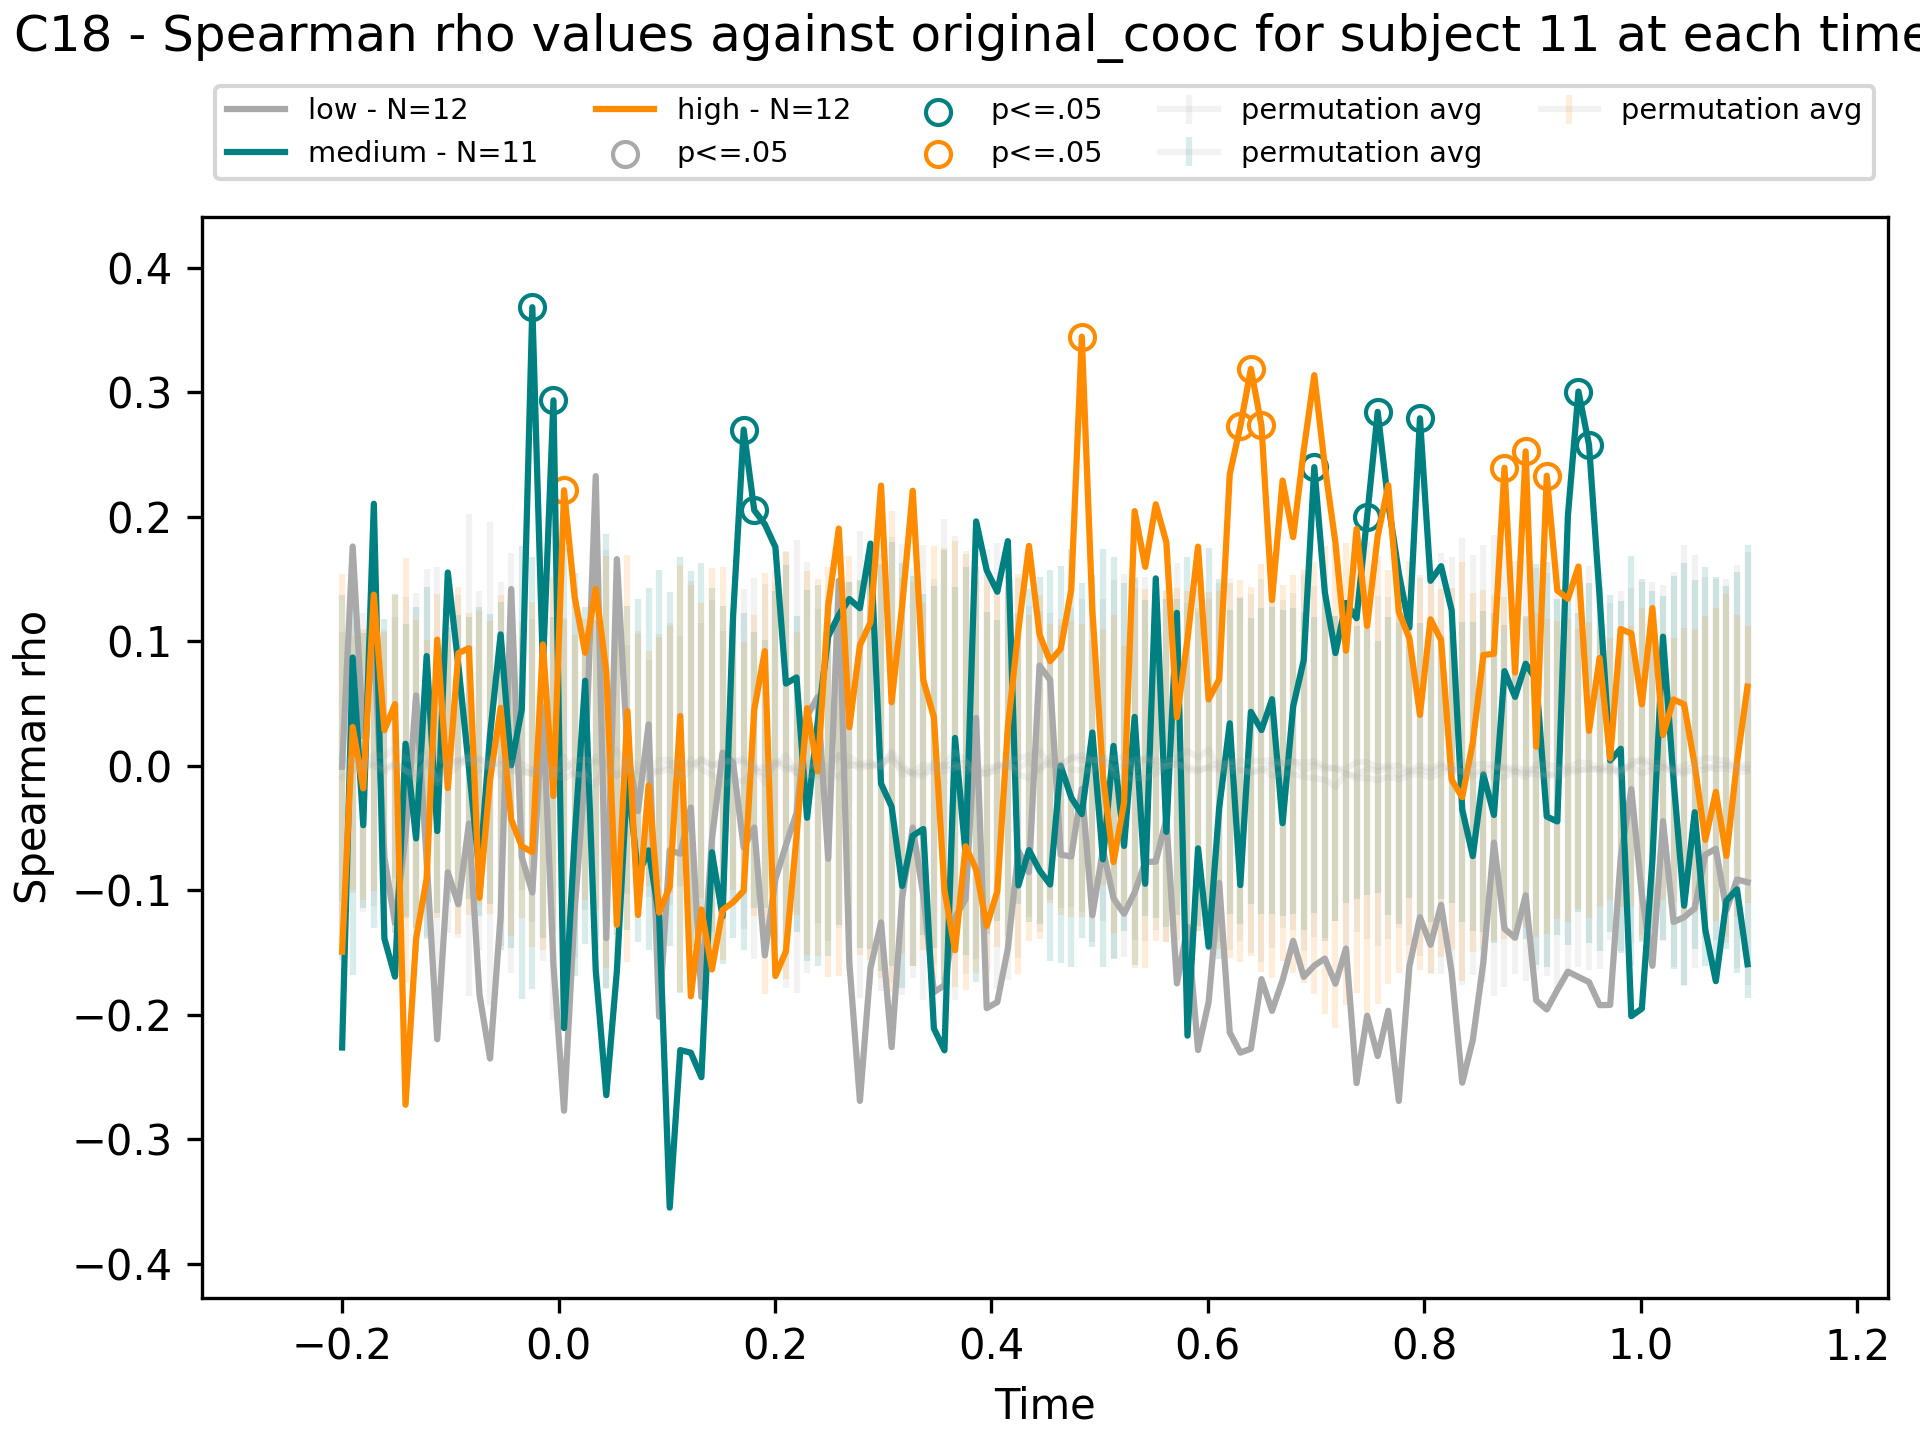 C18 - Spearman rho values against original_cooc for subject 11 at each time
low - N=12 high - N=12 p<=.05 permutation avg permutation avg
medium - N=11 p<=.05 p<=.05 permutation avg
0.4
0.3
0.2
0.1
0.0
−0.1
−0.2
−0.3
−0.4
Spearman rho
−0.2 0.0 0.2 0.4 0.6 0.8 1.0 1.2
Time